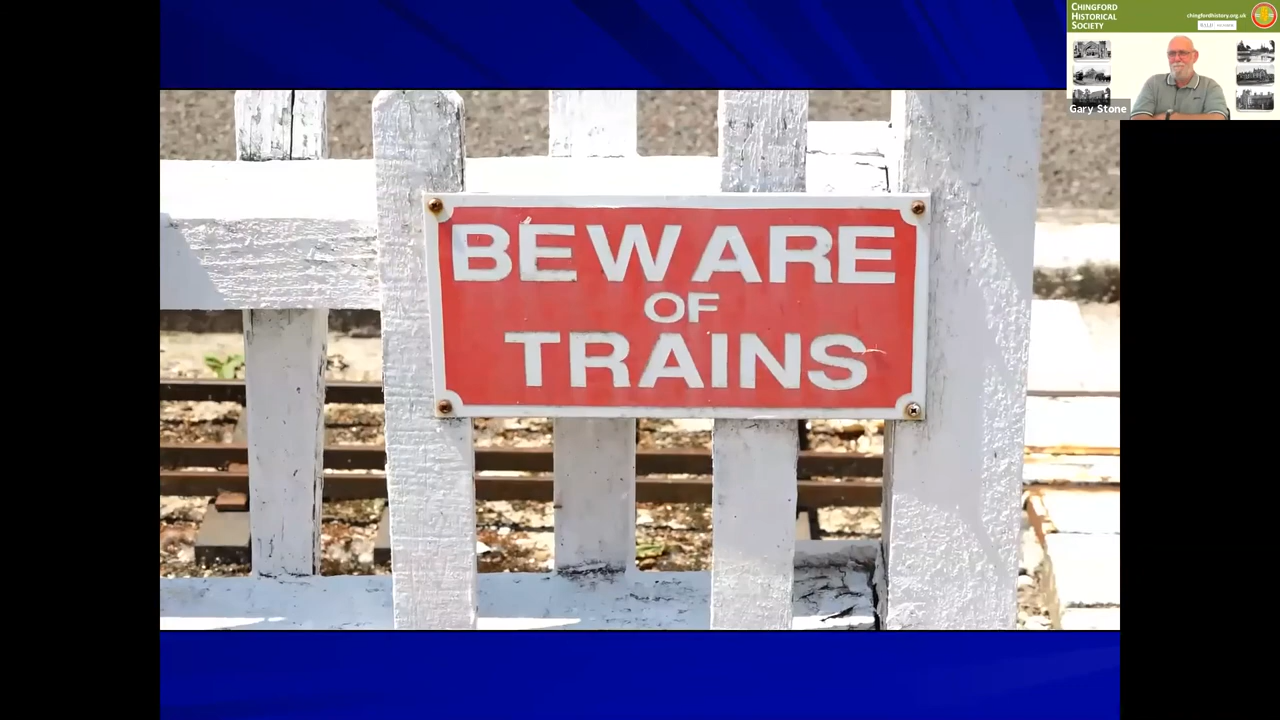 CHINGFORD
HISTORICAL
SOCIETY
chingfordhistory.org.uk
Gary Stone
BEWARE
OF
TRAINS